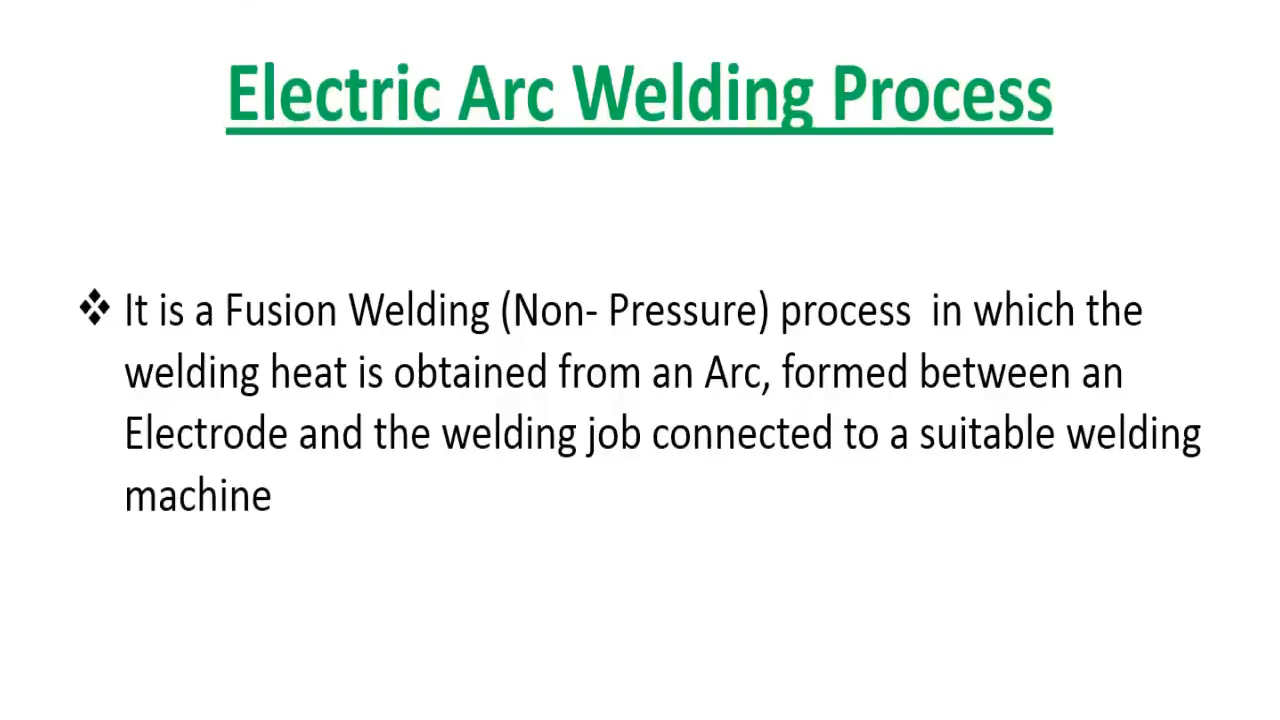 Electric Arc Welding Process
❖ It is a Fusion Welding (Non- Pressure) process  in which the
welding heat is obtained from an Arc, formed between an
Electrode and the welding job connected to a suitable welding
machine